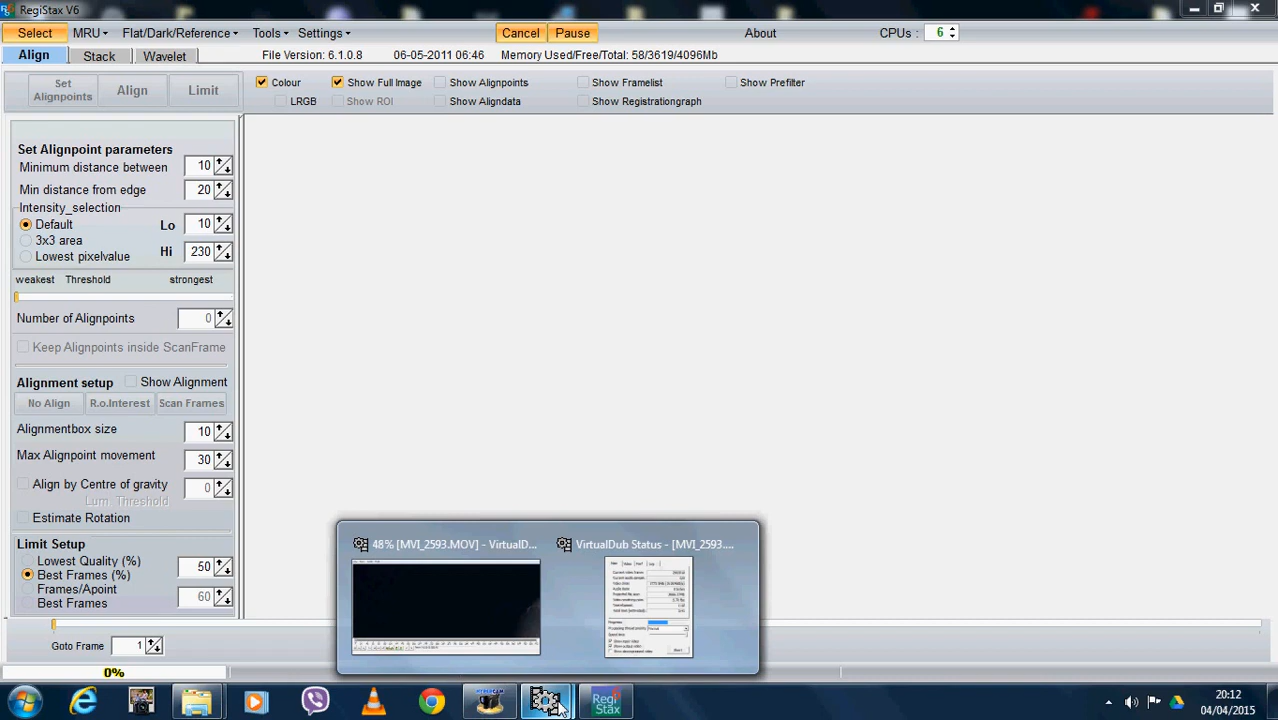 RegiStax V6
Select MRU Flat/Dark/Reference Tools Settings Cancel Pause About CPUs : 6
Align Stack Wavelet File Version: 6.1.0.8 06-05-2011 06:46 Memory Used/Free/Total: 58/3619/4096Mb
Set Alignpoints Align Limit
Colour Show Full Image Show Alignpoints Show Framelist Show Prefilter
LRGB Show ROI Show Aligndata Show Registrationgraph
Set Alignpoint parameters
Minimum distance between 10
Min distance from edge 20
Intensity_selection
Default Lo 10
3x3 area
Lowest pixelvalue Hi 230
weakest Threshold strongest
Number of Alignpoints 0
Keep Alignpoints inside ScanFrame
Alignment setup Show Alignment
No Align R.o.Interest Scan Frames
Alignmentbox size 10
Max Alignpoint movement 30
Align by Centre of gravity 0
Lum. Threshold
Estimate Rotation
Limit Setup
Lowest Quality (%) 50
Best Frames (%)
Frames/Apoint
Best Frames 60
Goto Frame 1
0%
48% [MVI_2593.MOV] - VirtualD... VirtualDub Status - [MVI_2593....
HYPERCAM
Regi Stax
20:12
04/04/2015